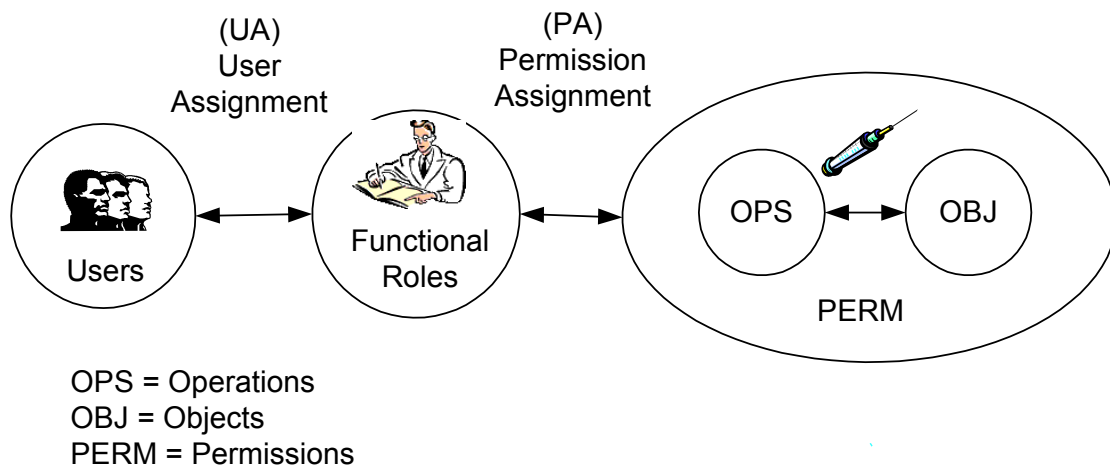 (UA)
User
Assignment
(PA)
Permission
Assignment
Users
Functional
Roles
OPS
OBJ
PERM
OPS = Operations
OBJ = Objects
PERM = Permissions